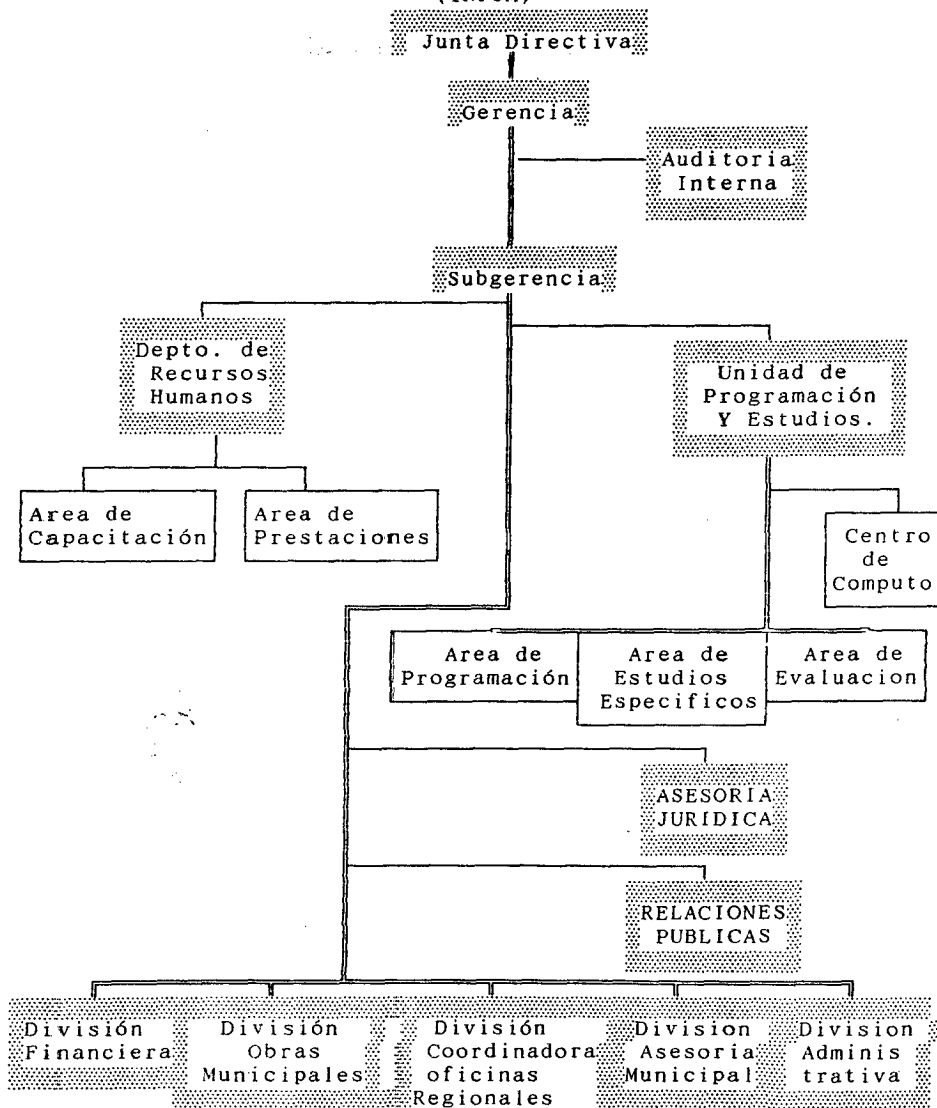 Junta Directiva
Gerencia
Auditoria
Interna
Subgerencia
Depto. de
Recursos
Humanos
Unidad de
Programación
Y Estudios.
Area de
Capacitación
Area de
Prestaciones
Centro
de
Computo
Area de
Programación
Area de
Estudios
Especificos
Area de
Evaluacion
ASESORIA
JURIDICA
RELACIONES
PUBLICAS
División
Financiera
División
Obras
Municipales
División
Coordinadora
oficinas
Regionales
Division
Asesoria
Municipal
Division
Adminis
trativa